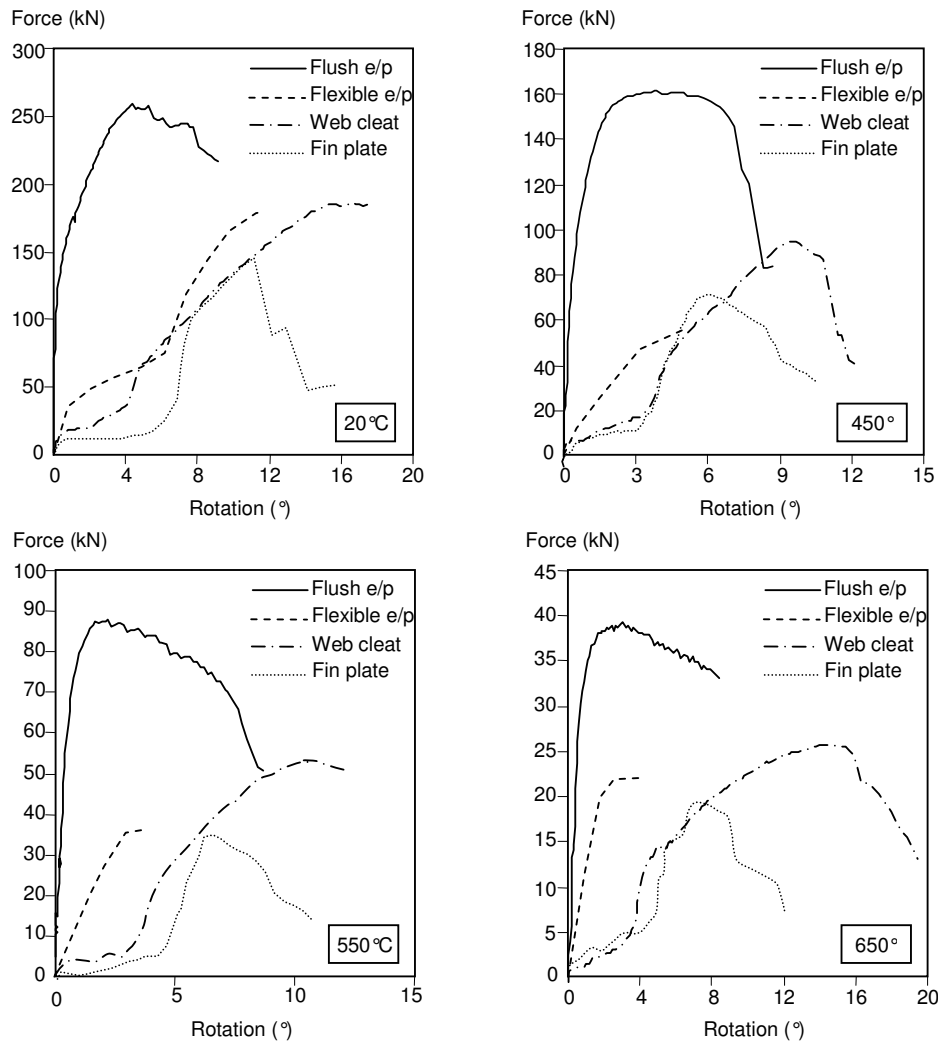 Force (kN)
300
250
200
150
100
50
0
0 4 8 12 16 20
Rotation (°)
Flush e/p
Flexible e/p
Web cleat
Fin plate
20°C
Force (kN)
180
160
140
120
100
80
60
40
20
0
0 3 6 9 12 15
Rotation (°)
Flush e/p
Flexible e/p
Web cleat
Fin plate
450°
Force (kN)
100
90
80
70
60
50
40
30
20
10
0
0 5 10 15
Rotation (°)
Flush e/p
Flexible e/p
Web cleat
Fin plate
550°C
Force (kN)
45
40
35
30
25
20
15
10
5
0
0 4 8 12 16 20
Rotation (°)
Flush e/p
Flexible e/p
Web cleat
Fin plate
650°